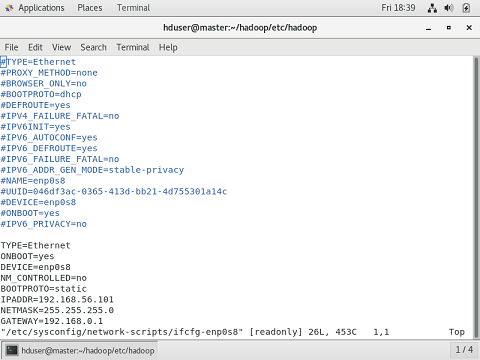 Applications Places Terminal Fri 18:39
hduser@master:~/hadoop/etc/hadoop
File Edit View Search Terminal Help
#TYPE=Ethernet
#PROXY_METHOD=none
#BROWSER_ONLY=no
#BOOTPROTO=dhcp
#DEFROUTE=yes
#IPV4_FAILURE_FATAL=no
#IPV6INIT=yes
#IPV6_AUTOCONF=yes
#IPV6_DEFROUTE=yes
#IPV6_FAILURE_FATAL=no
#IPV6_ADDR_GEN_MODE=stable-privacy
#NAME=enp0s8
#UUID=046df3ac-0365-413d-bb21-4d755301a14c
#DEVICE=enp0s8
#ONBOOT=yes
#IPV6_PRIVACY=no
TYPE=Ethernet
ONBOOT=yes
DEVICE=enp0s8
NM_CONTROLLED=no
BOOTPROTO=static
IPADDR=192.168.56.101
NETMASK=255.255.255.0
GATEWAY=192.168.0.1
"/etc/sysconfig/network-scripts/ifcfg-enp0s8" [readonly] 26L, 453C 1,1 Top
hduser@master:~/hadoop/etc/hadoop 1 / 4